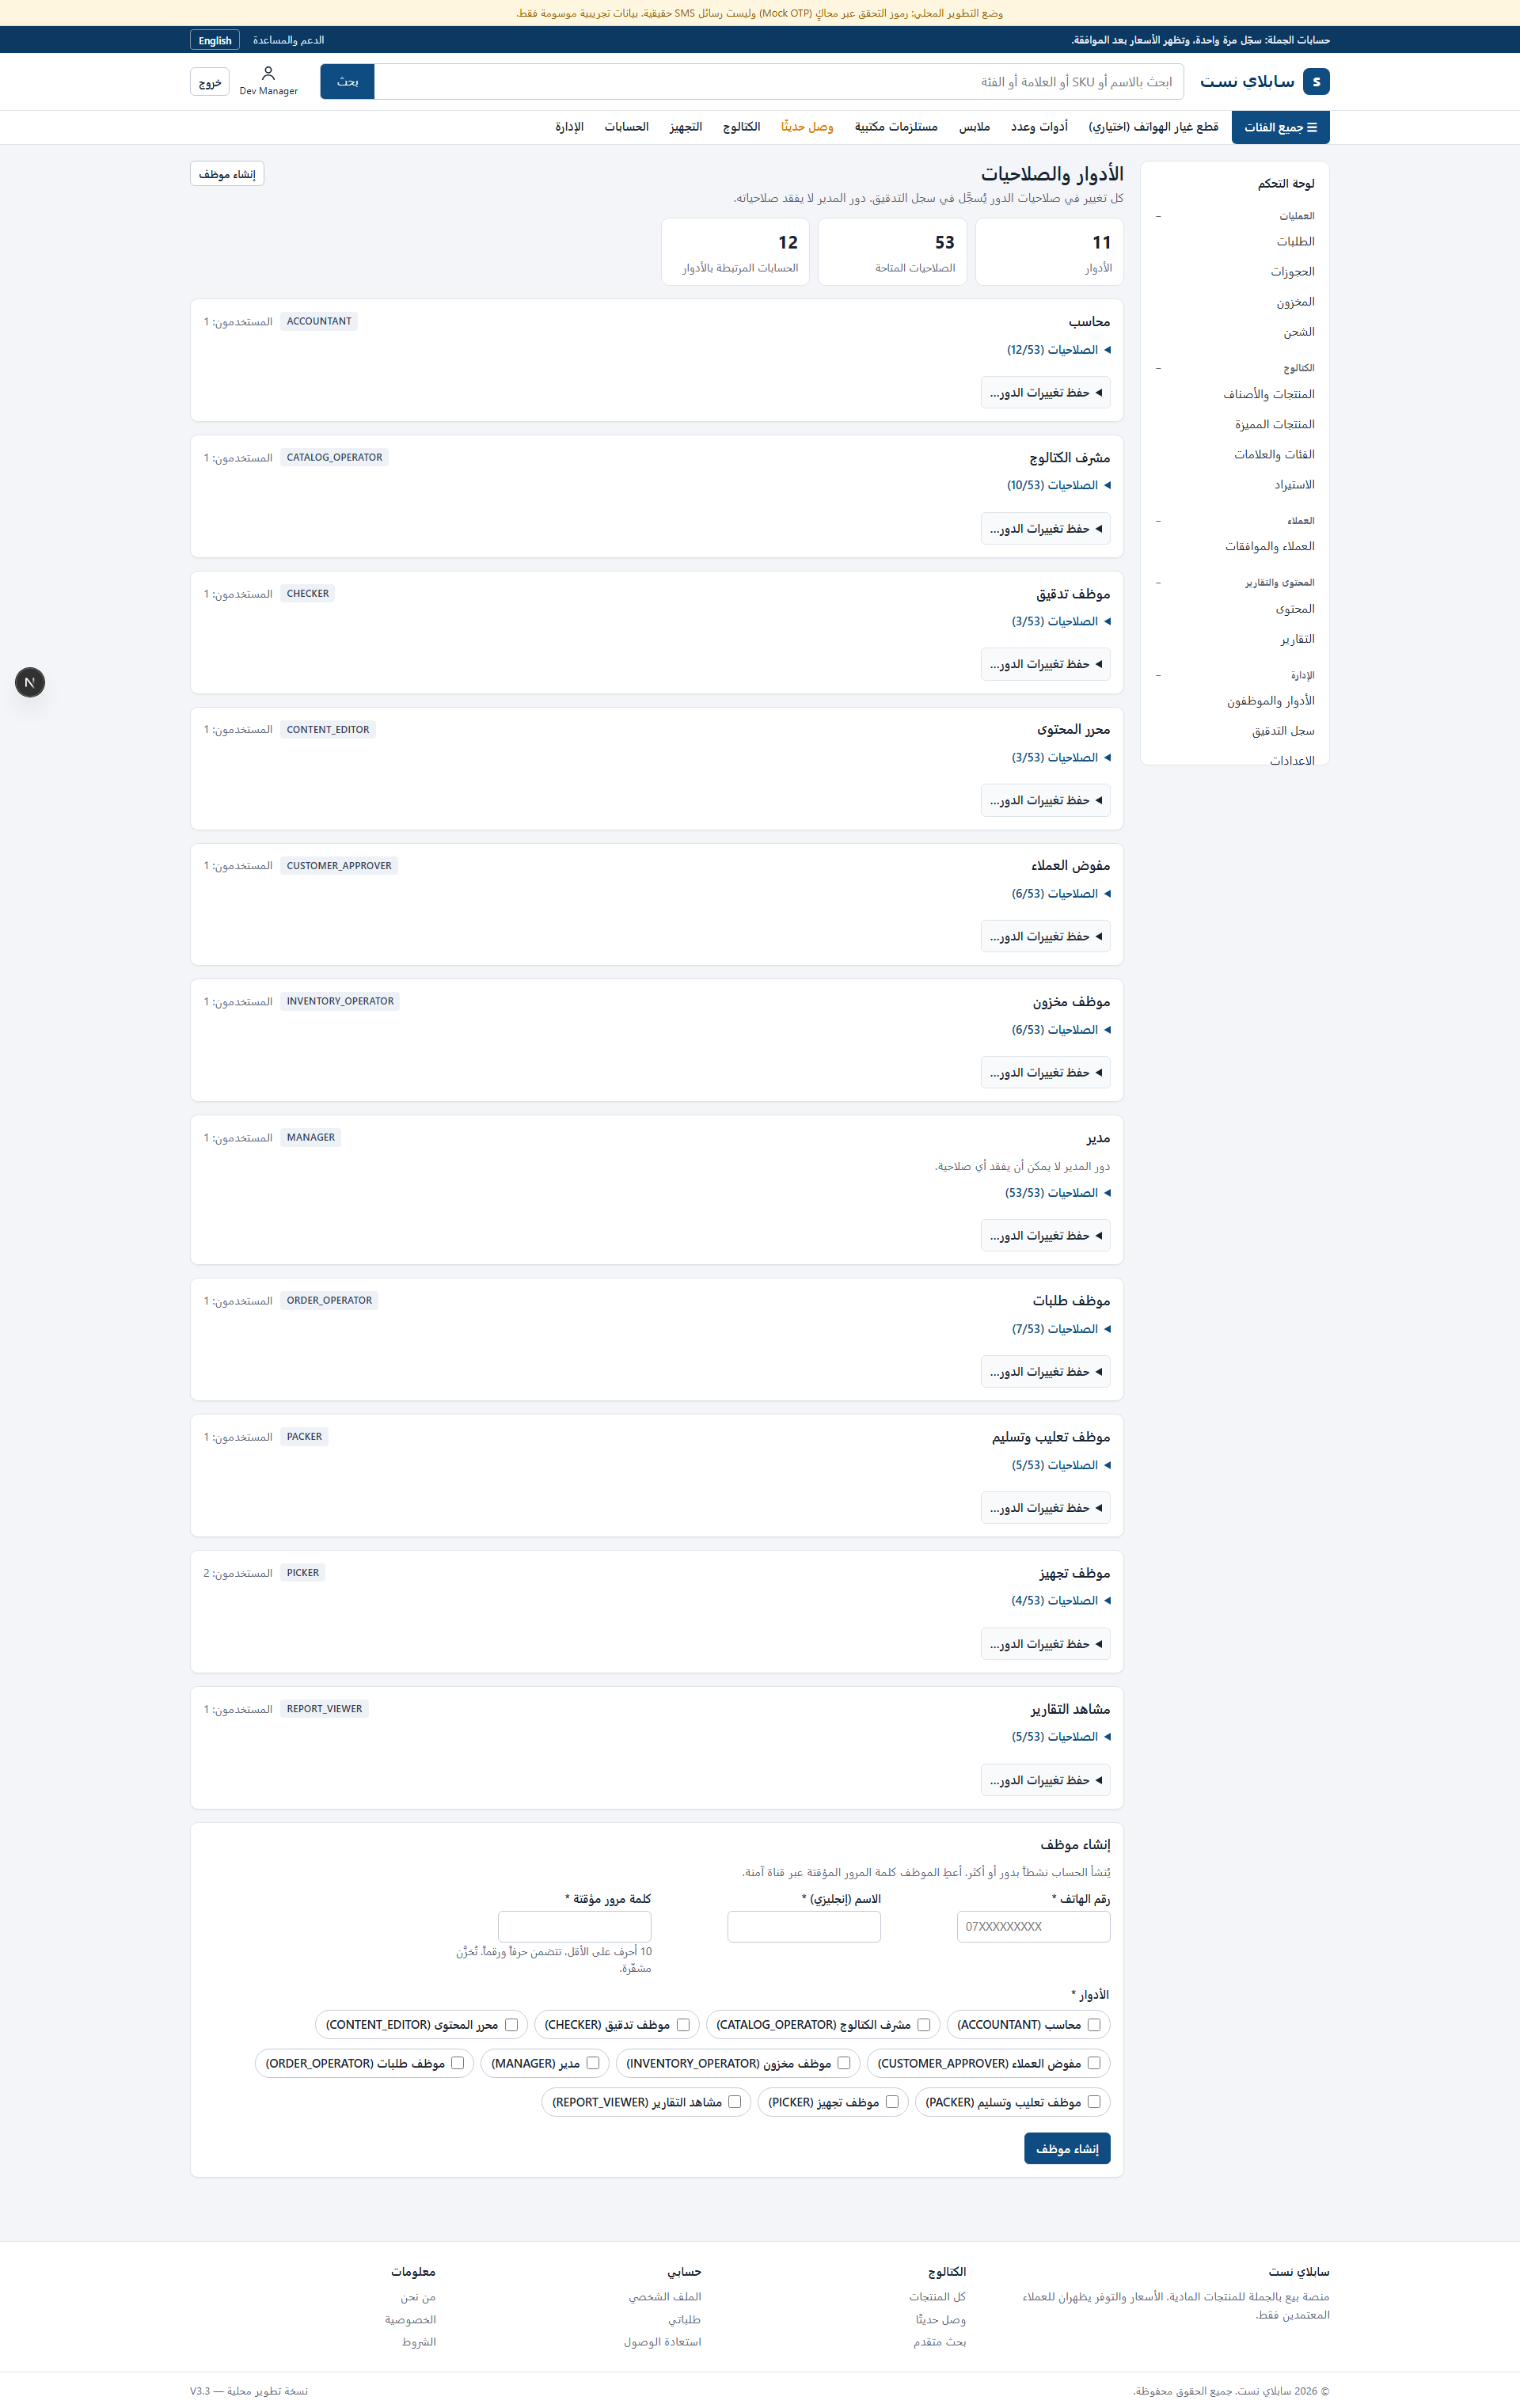 وضع التطوير المحلي: رموز التحقق عبر محاكٍ (Mock OTP) وليست رسائل SMS حقيقية. بيانات تجريبية موسومة فقط.
حسابات الجملة: سجّل مرة واحدة، وتظهر الأسعار بعد الموافقة.
الدعم والمساعدة
English
S
سابلاي نست
ابحث بالاسم أو SKU أو العلامة أو الفئة
بحث
Dev Manager
خروج
☰ جميع الفئات
قطع غيار الهواتف (اختياري)
أدوات وعدد
ملابس
مستلزمات مكتبية
وصل حديثًا
الكتالوج
التجهيز
الحسابات
الإدارة
لوحة التحكم
العمليات –
الطلبات
الحجوزات
المخزون
الشحن
الكتالوج –
المنتجات والأصناف
المنتجات المميزة
الفئات والعلامات
الاستيراد
العملاء –
العملاء والموافقات
المحتوى والتقارير –
المحتوى
التقارير
الإدارة –
الأدوار والموظفون
سجل التدقيق
الإعدادات
الأدوار والصلاحيات
إنشاء موظف
كل تغيير في صلاحيات الدور يُسجَّل في سجل التدقيق. دور المدير لا يفقد صلاحياته.
11
الأدوار
53
الصلاحيات المتاحة
12
الحسابات المرتبطة بالأدوار
محاسب
ACCOUNTANT المستخدمون: 1
الصلاحيات (12/53)
حفظ تغييرات الدور...
مشرف الكتالوج
CATALOG_OPERATOR المستخدمون: 1
الصلاحيات (10/53)
حفظ تغييرات الدور...
موظف تدقيق
CHECKER المستخدمون: 1
الصلاحيات (3/53)
حفظ تغييرات الدور...
محرر المحتوى
CONTENT_EDITOR المستخدمون: 1
الصلاحيات (3/53)
حفظ تغييرات الدور...
مفوض العملاء
CUSTOMER_APPROVER المستخدمون: 1
الصلاحيات (6/53)
حفظ تغييرات الدور...
موظف مخزون
INVENTORY_OPERATOR المستخدمون: 1
الصلاحيات (6/53)
حفظ تغييرات الدور...
مدير
MANAGER المستخدمون: 1
دور المدير لا يمكن أن يفقد أي صلاحية.
الصلاحيات (53/53)
حفظ تغييرات الدور...
موظف طلبات
ORDER_OPERATOR المستخدمون: 1
الصلاحيات (7/53)
حفظ تغييرات الدور...
موظف تعليب وتسليم
PACKER المستخدمون: 1
الصلاحيات (5/53)
حفظ تغييرات الدور...
موظف تجهيز
PICKER المستخدمون: 2
الصلاحيات (4/53)
حفظ تغييرات الدور...
مشاهد التقارير
REPORT_VIEWER المستخدمون: 1
الصلاحيات (5/53)
حفظ تغييرات الدور...
إنشاء موظف
يُنشأ الحساب نشطاً بدور أو أكثر. أعطِ الموظف كلمة المرور المؤقتة عبر قناة آمنة.
رقم الهاتف *
07XXXXXXXXX
الاسم (إنجليزي) *
كلمة مرور مؤقتة *
10 أحرف على الأقل، تتضمن حرفاً ورقماً. تُخزَّن
مشفّرة.
الأدوار *
محاسب (ACCOUNTANT)
مشرف الكتالوج (CATALOG_OPERATOR)
موظف تدقيق (CHECKER)
محرر المحتوى (CONTENT_EDITOR)
مفوض العملاء (CUSTOMER_APPROVER)
موظف مخزون (INVENTORY_OPERATOR)
مدير (MANAGER)
موظف طلبات (ORDER_OPERATOR)
موظف تعليب وتسليم (PACKER)
موظف تجهيز (PICKER)
مشاهد التقارير (REPORT_VIEWER)
إنشاء موظف
سابلاي نست
منصة بيع بالجملة للمنتجات المادية. الأسعار والتوفر يظهران للعملاء
المعتمدين فقط.
الكتالوج
كل المنتجات
وصل حديثًا
بحث متقدم
حسابي
الملف الشخصي
طلباتي
استعادة الوصول
معلومات
من نحن
الخصوصية
الشروط
© 2026 سابلاي نست. جميع الحقوق محفوظة.
نسخة تطوير محلية — V3.3
N